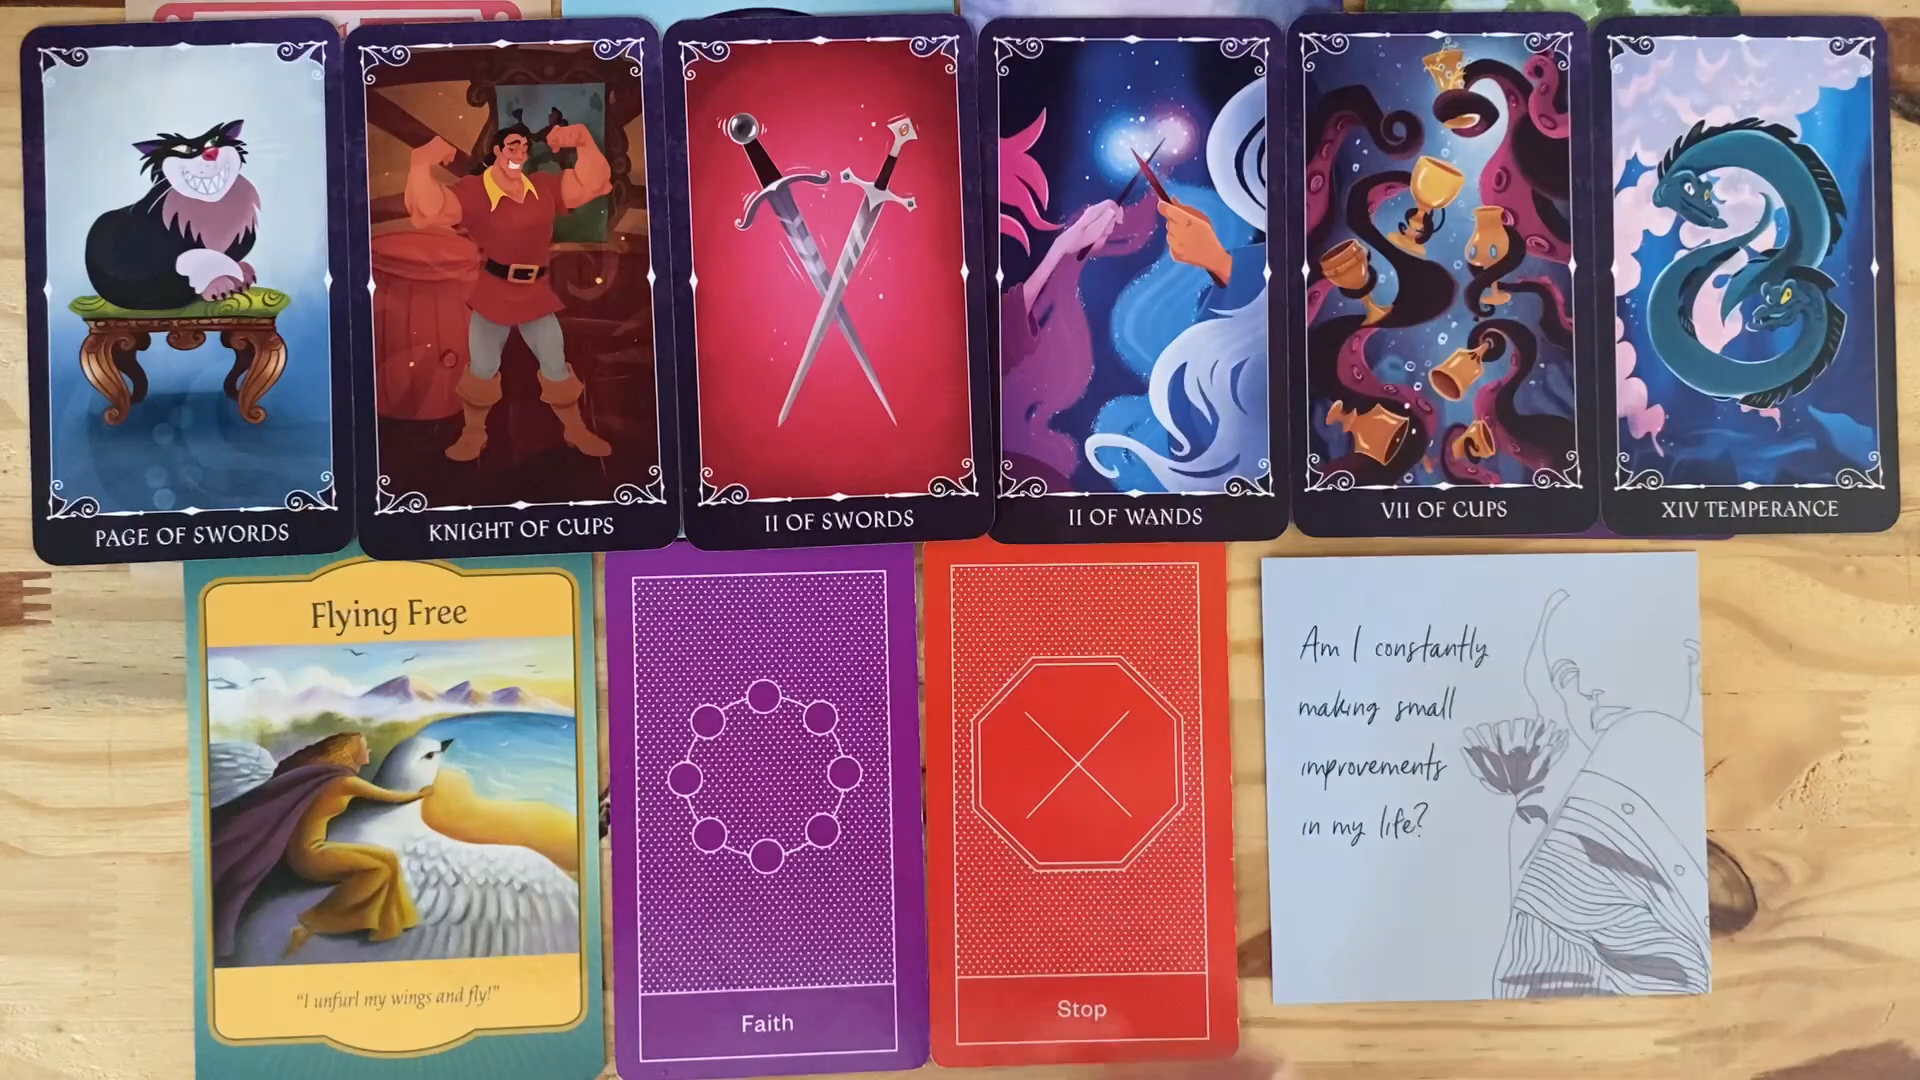 PAGE OF SWORDS
KNIGHT OF CUPS
II OF SWORDS
II OF WANDS
VII OF CUPS
XIV TEMPERANCE
Flying Free
"I unfurl my wings and fly!"
Faith
Stop
Am I constantly
making small
improvements
in my life?